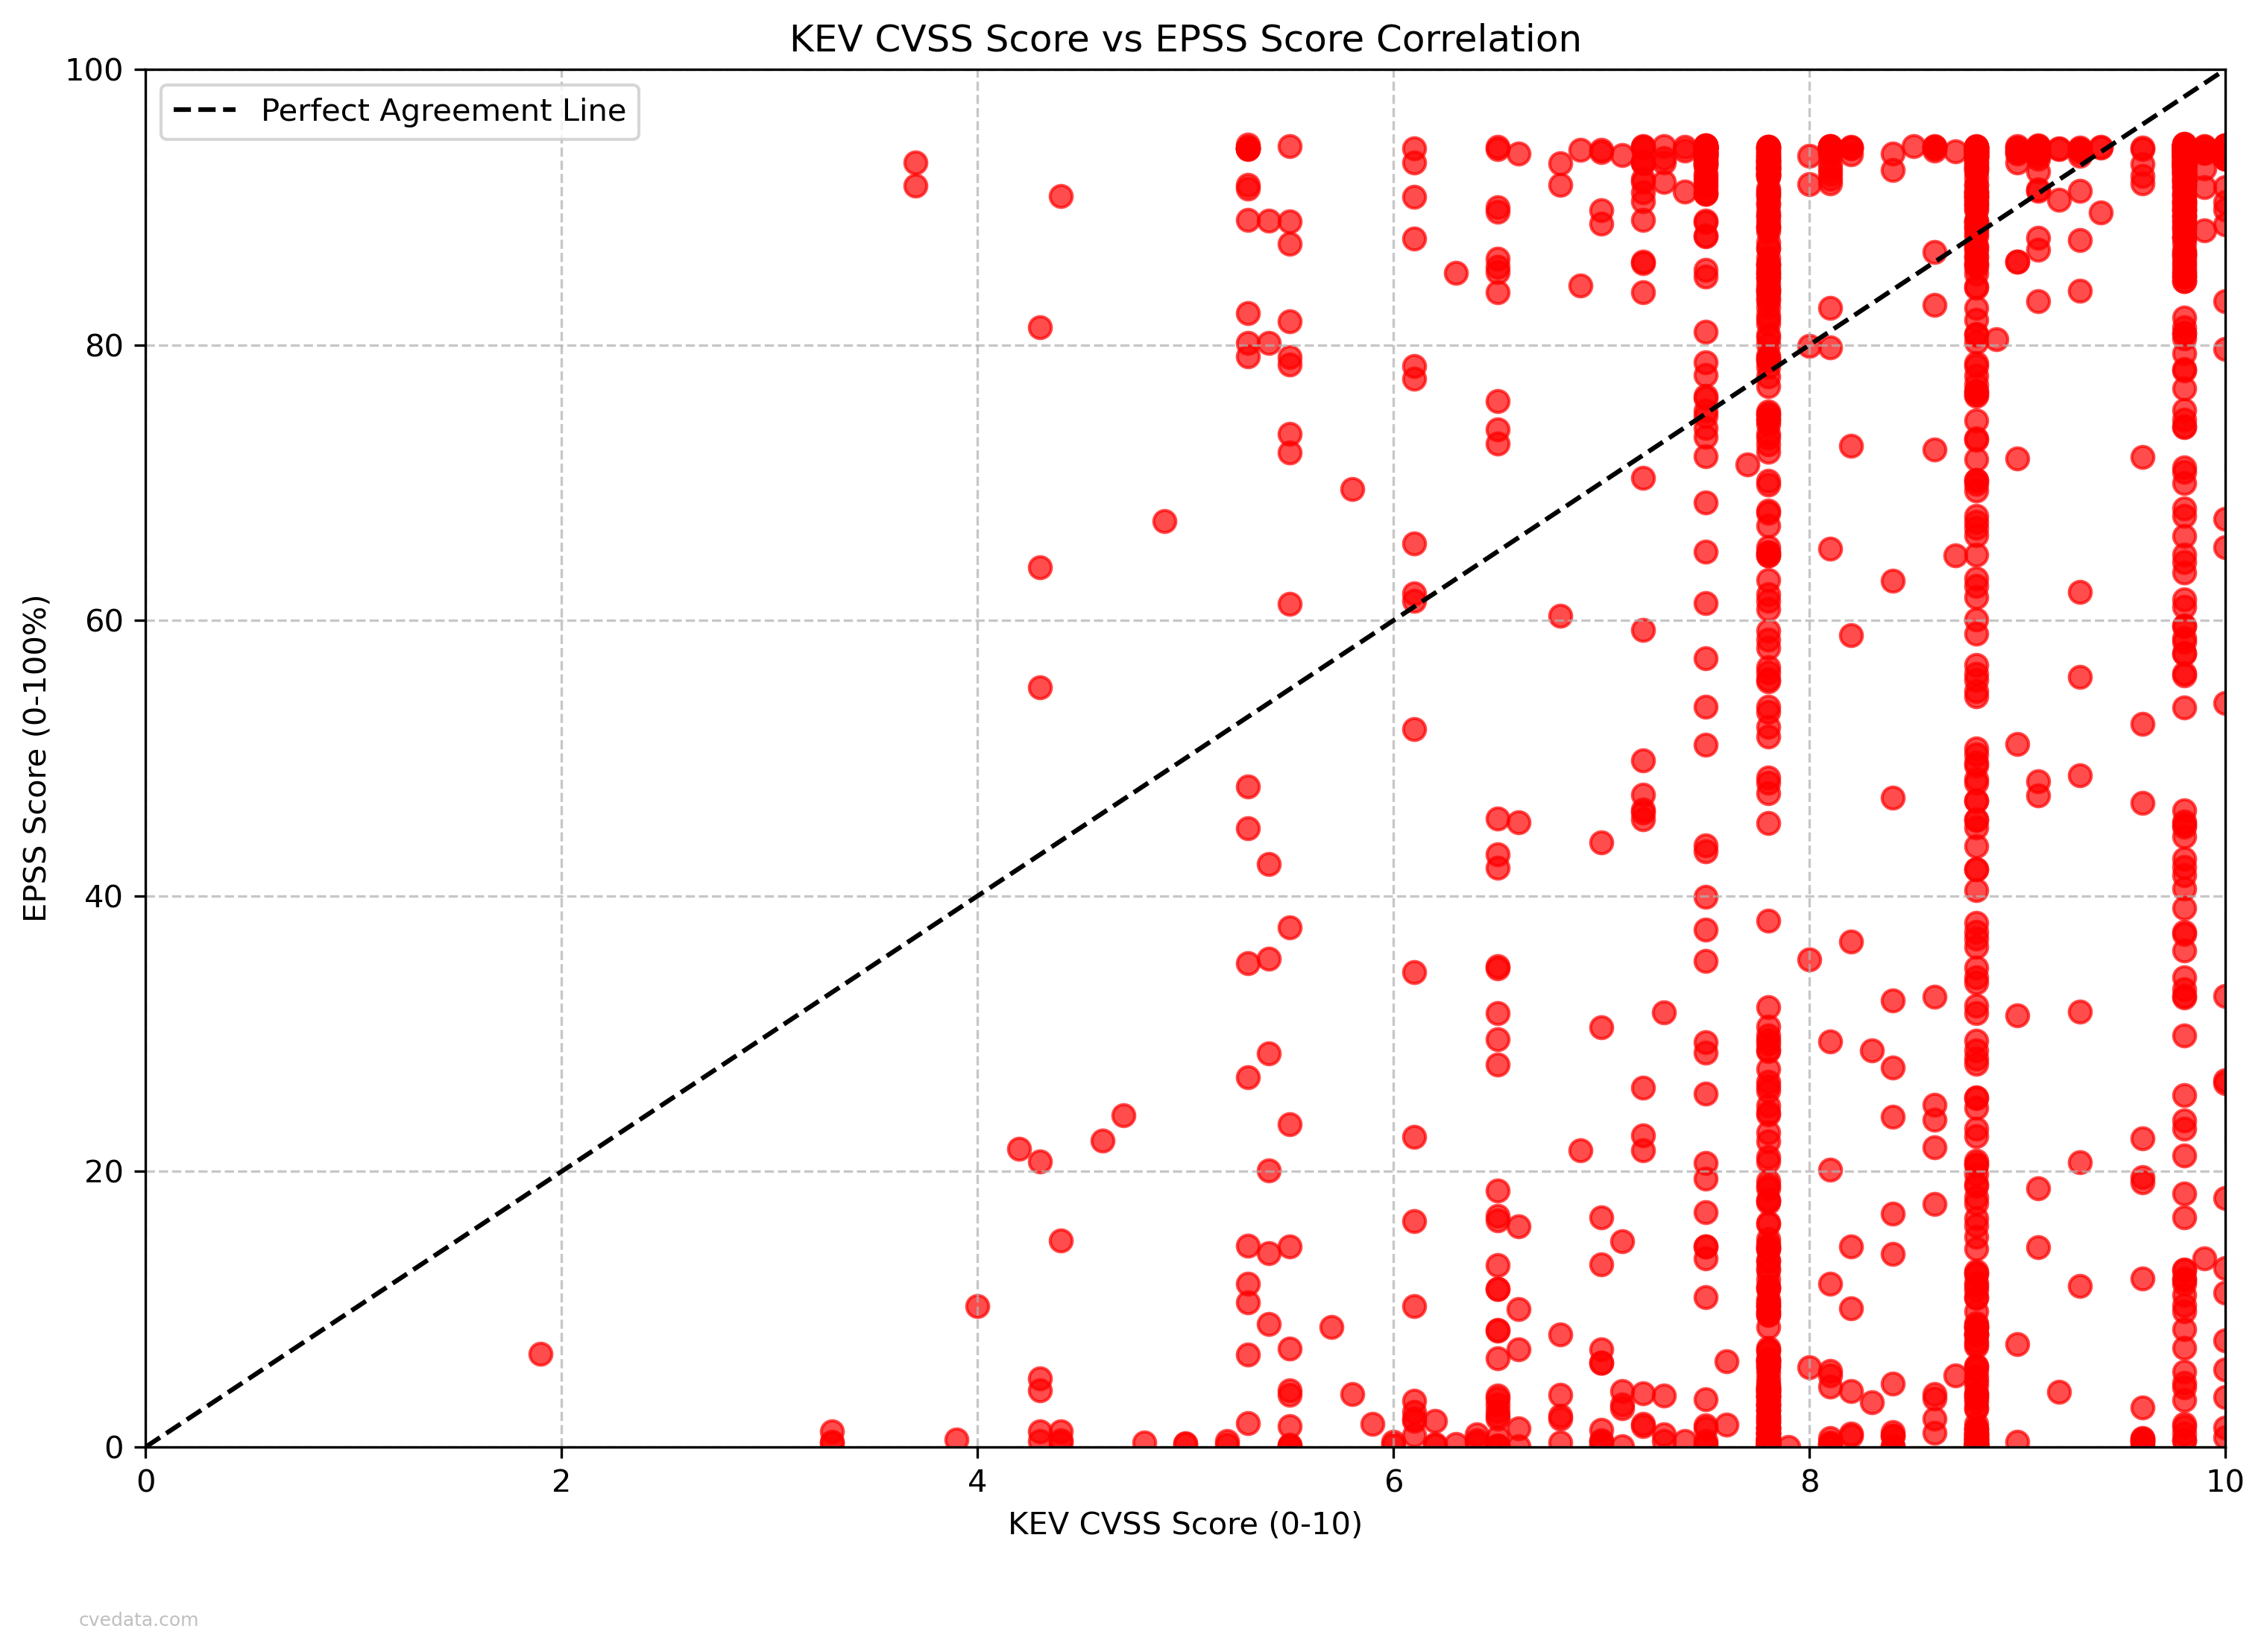 KEV CVSS Score vs EPSS Score Correlation
Perfect Agreement Line
EPSS Score (0-100%)
100
80
60
40
20
0
0 2 4 6 8 10
KEV CVSS Score (0-10)
cvedata.com